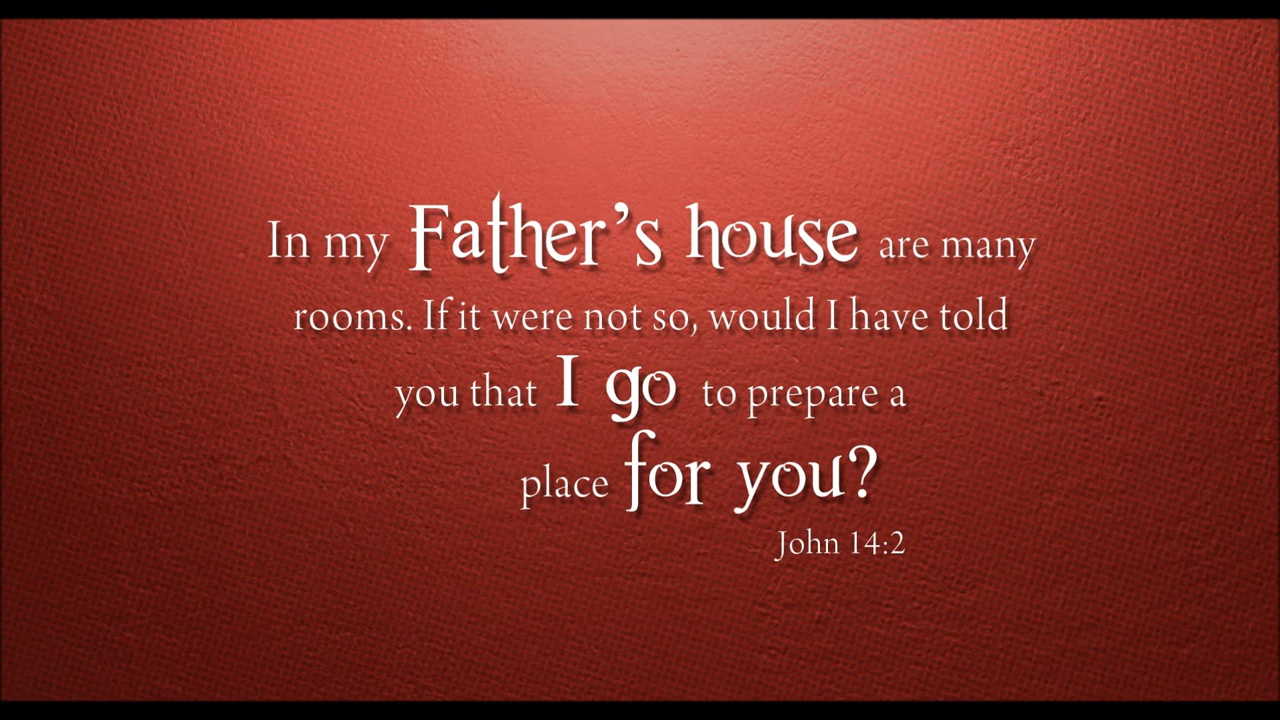 In my Father’s house are many
rooms. If it were not so, would I have told
you that I go to prepare a
place for you?
John 14:2